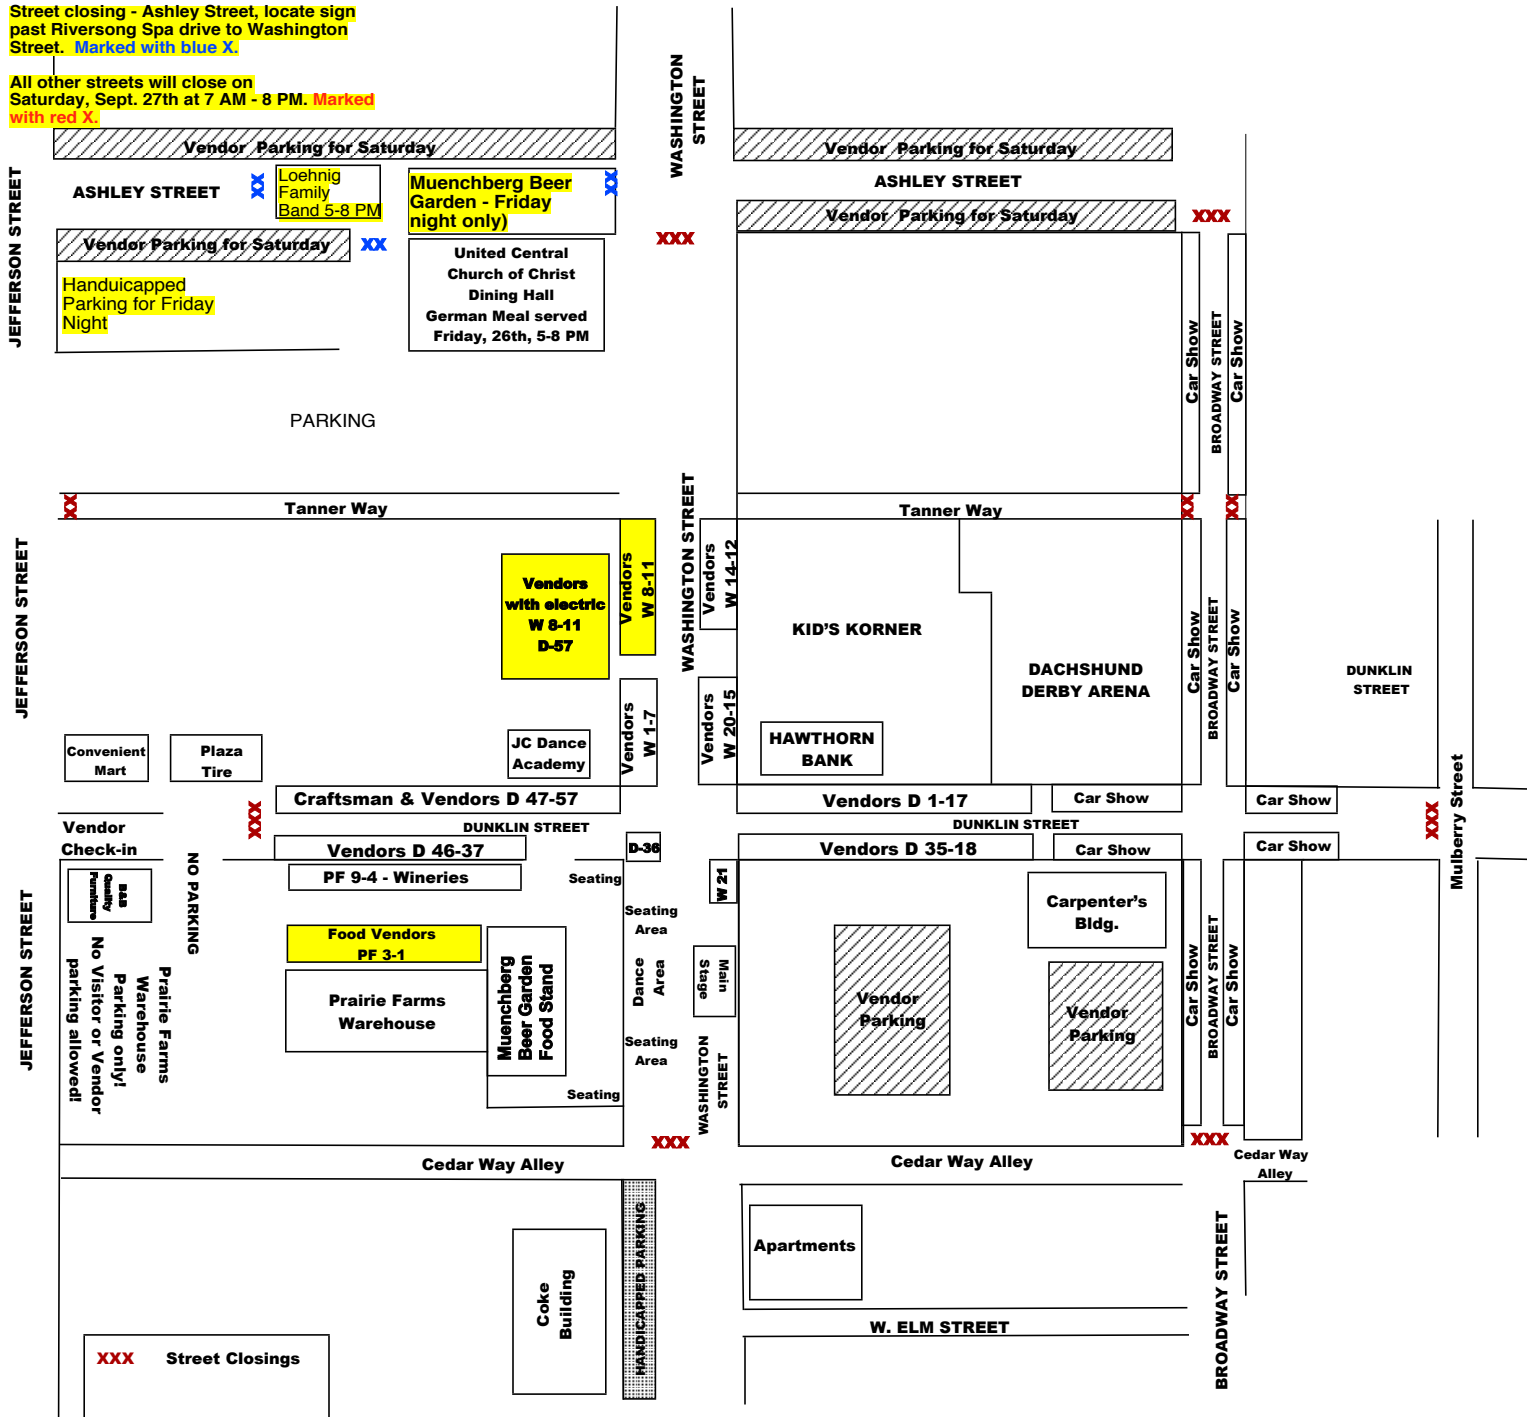 Street closing - Ashley Street, locate sign
past Riversong Spa drive to Washington
Street. Marked with blue X.
All other streets will close on
Saturday, Sept. 27th at 7 AM - 8 PM. Marked
with red X.
WASHINGTON
STREET
Vendor Parking for Saturday
Vendor Parking for Saturday
JEFFERSON STREET
ASHLEY STREET
XX
Loehnig
Family
Band 5-8 PM
Muenchberg Beer
Garden - Friday
night only)
XX
ASHLEY STREET
Vendor Parking for Saturday
XXX
Vendor Parking for Saturday
XX
XXX
United Central
Church of Christ
Dining Hall
German Meal served
Friday, 26th, 5-8 PM
Handuicapped
Parking for Friday
Night
Car Show
BROADWAY STREET
Car Show
PARKING
XX
Tanner Way
Tanner Way
XX
XX
JEFFERSON STREET
Vendors
with electric
W 8-11
D-57
Vendors
W 8-11
WASHINGTON STREET
Vendors
W 14-12
KID'S KORNER
DACHSHUND
DERBY ARENA
Car Show
BROADWAY STREET
Car Show
DUNKLIN
STREET
Convenient
Mart
Plaza
Tire
JC Dance
Academy
Vendors
W 1-7
Vendors
W 20-15
HAWTHORN
BANK
Craftsman & Vendors D 47-57
Vendors D 1-17
Car Show
Car Show
XXX
XXX
Mulberry Street
Vendor
Check-in
DUNKLIN STREET
DUNKLIN STREET
Vendors D 46-37
D-36
Vendors D 35-18
Car Show
Car Show
NO PARKING
PF 9-4 - Wineries
Seating
W 21
B&B
Quality
Furniture
Seating
Area
Carpenter's
Bldg.
JEFFERSON STREET
Food Vendors
PF 3-1
Prairie Farms
Warehouse
Parking only!
No Visitor or Vendor
parking allowed!
Prairie Farms
Warehouse
Muenchberg
Beer Garden
Food Stand
Dance
Area
Main
Stage
Vendor
Parking
Vendor
Parking
Car Show
BROADWAY STREET
Car Show
Seating
Area
WASHINGTON
STREET
Seating
XXX
XXX
Cedar Way Alley
Cedar Way Alley
Cedar Way
Alley
HANDICAPPED PARKING
Coke
Building
Apartments
BROADWAY STREET
W. ELM STREET
XXX Street Closings